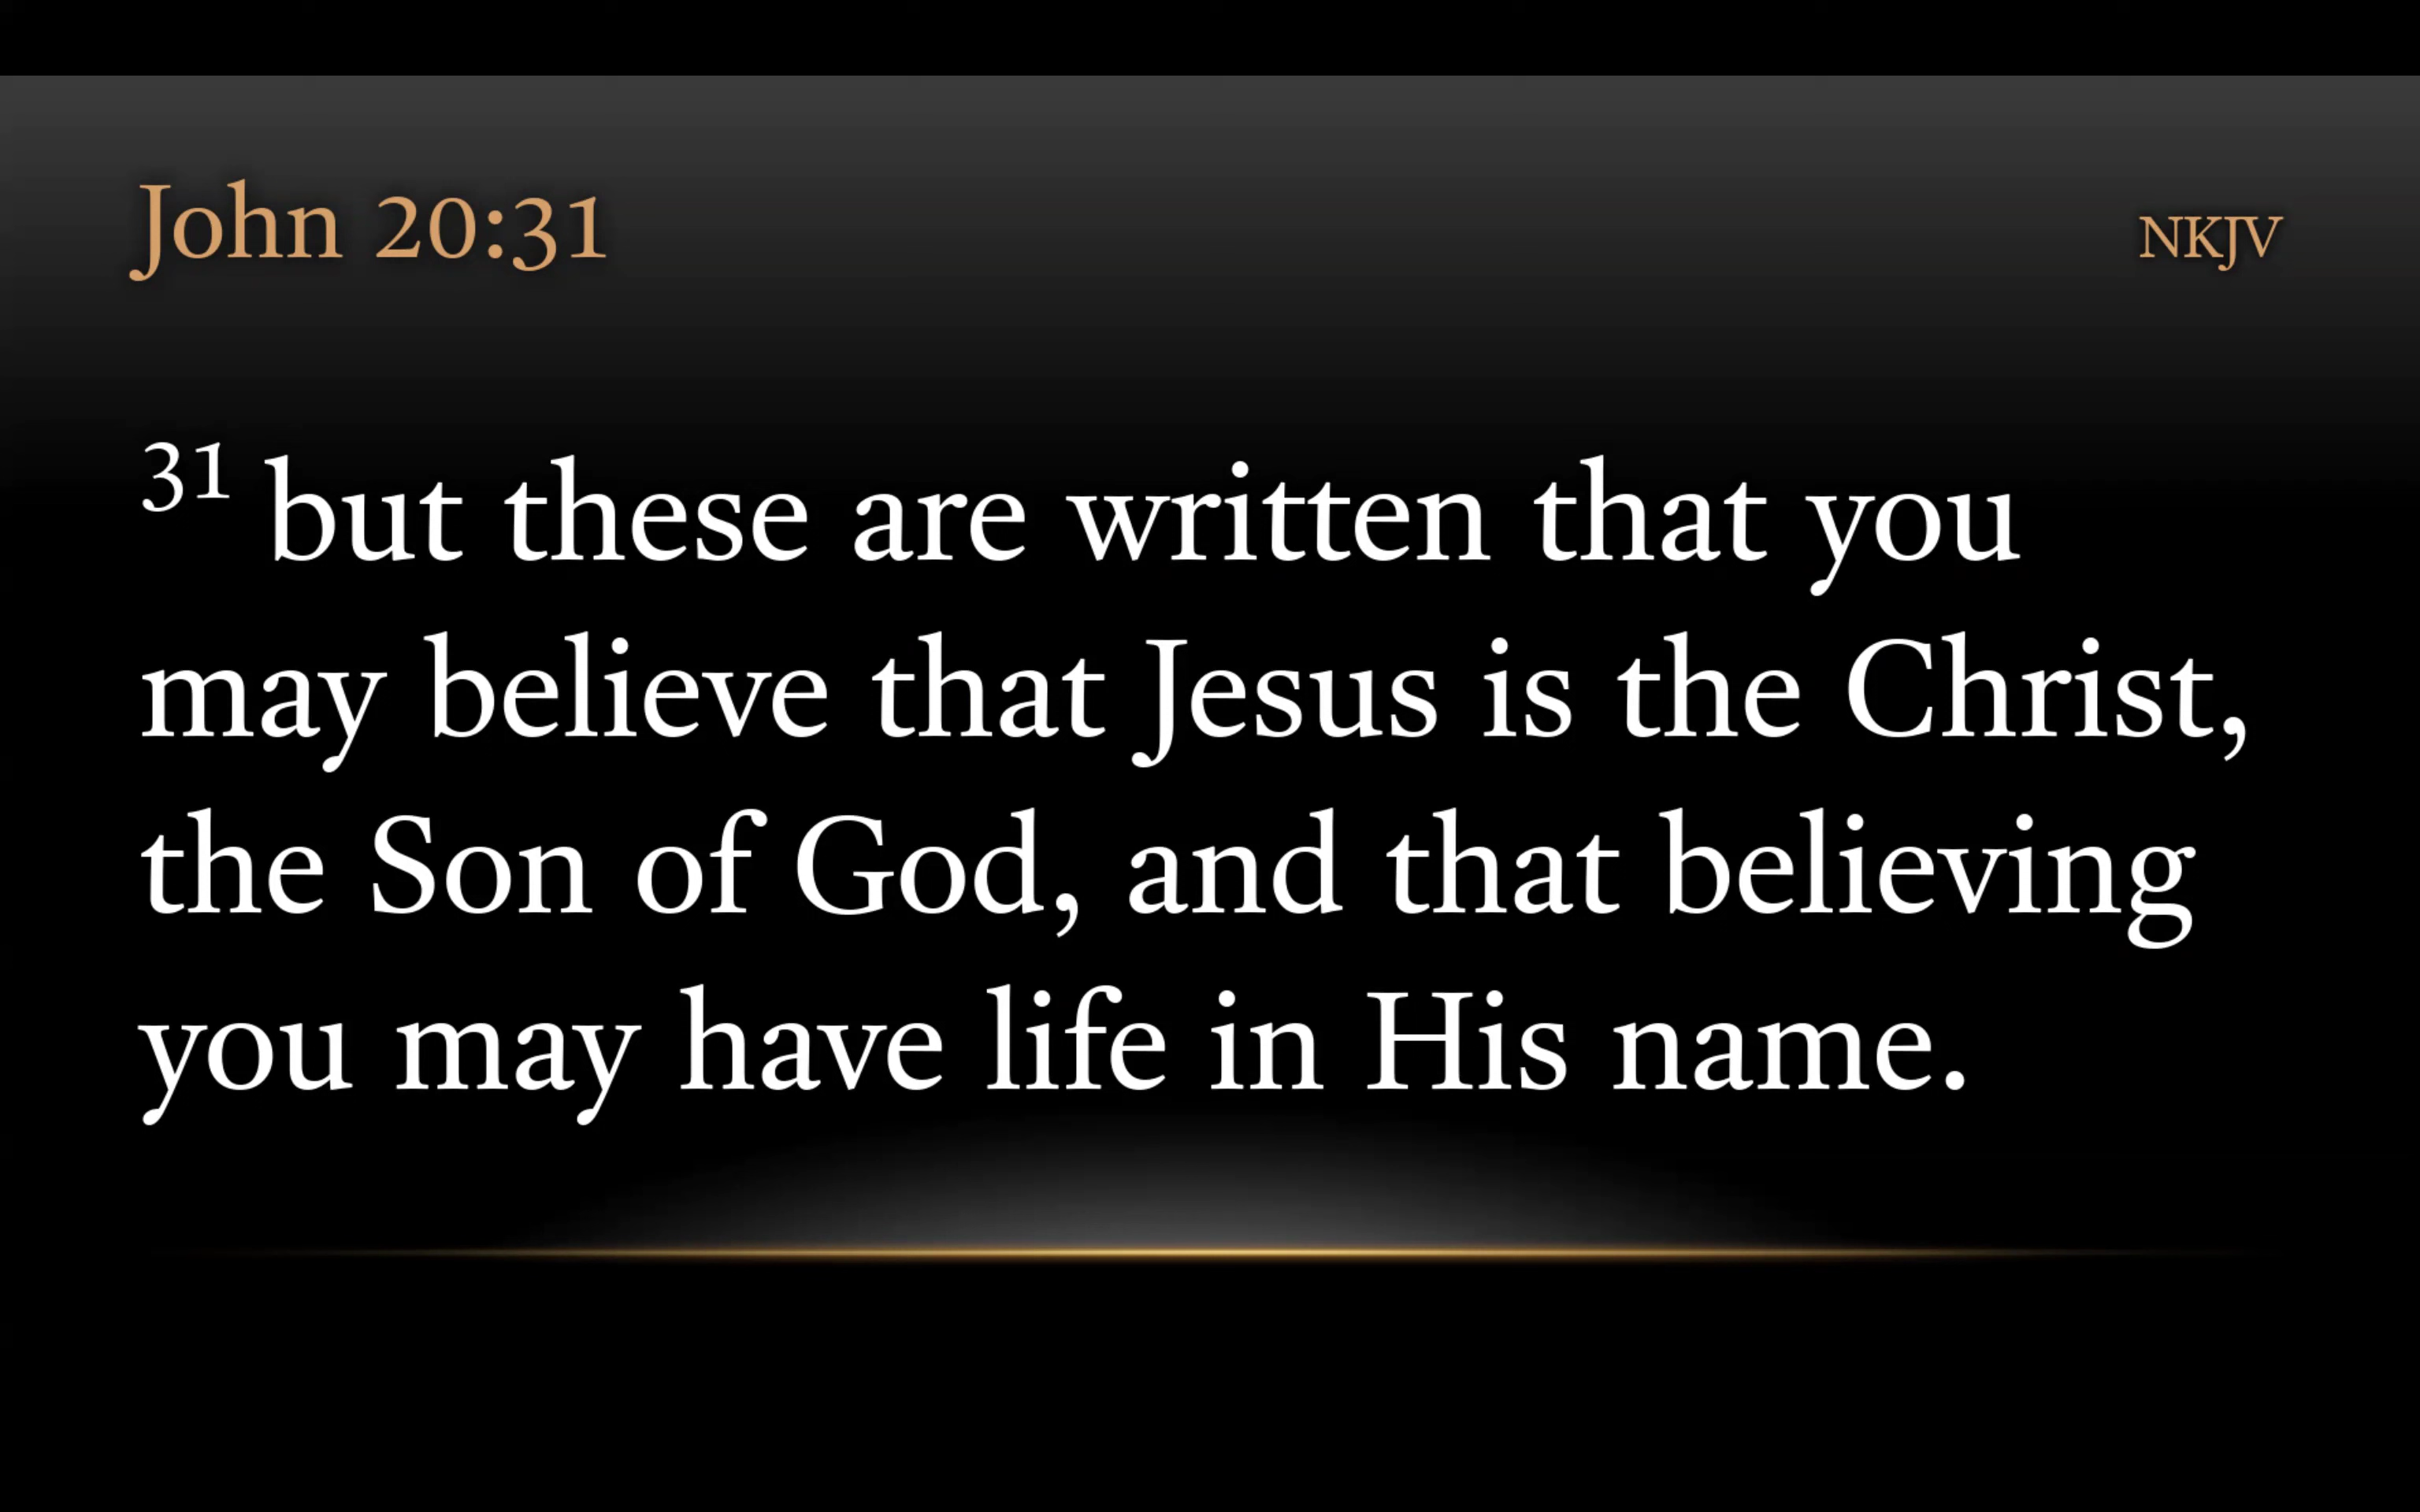 John 20:31
NKJV
31 but these are written that you
may believe that Jesus is the Christ,
the Son of God, and that believing
you may have life in His name.